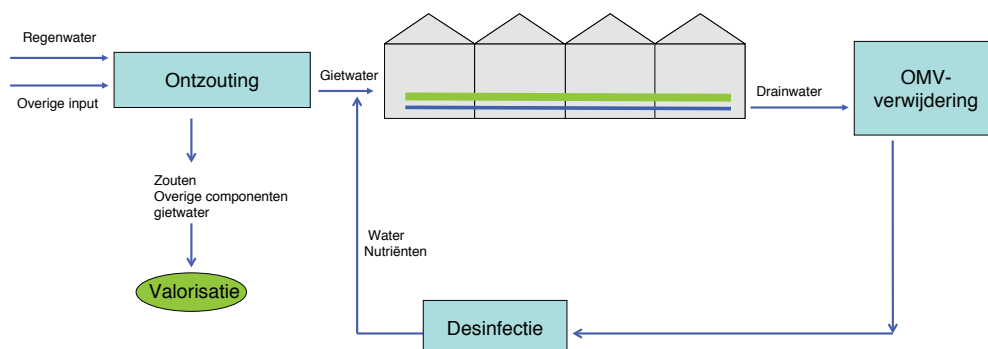 Regenwater
Overige input
Ontzouting
Gietwater
Drainwater
OMV-
verwijdering
Zouten
Overige componenten
gietwater
Valorisatie
Water
Nutriënten
Desinfectie